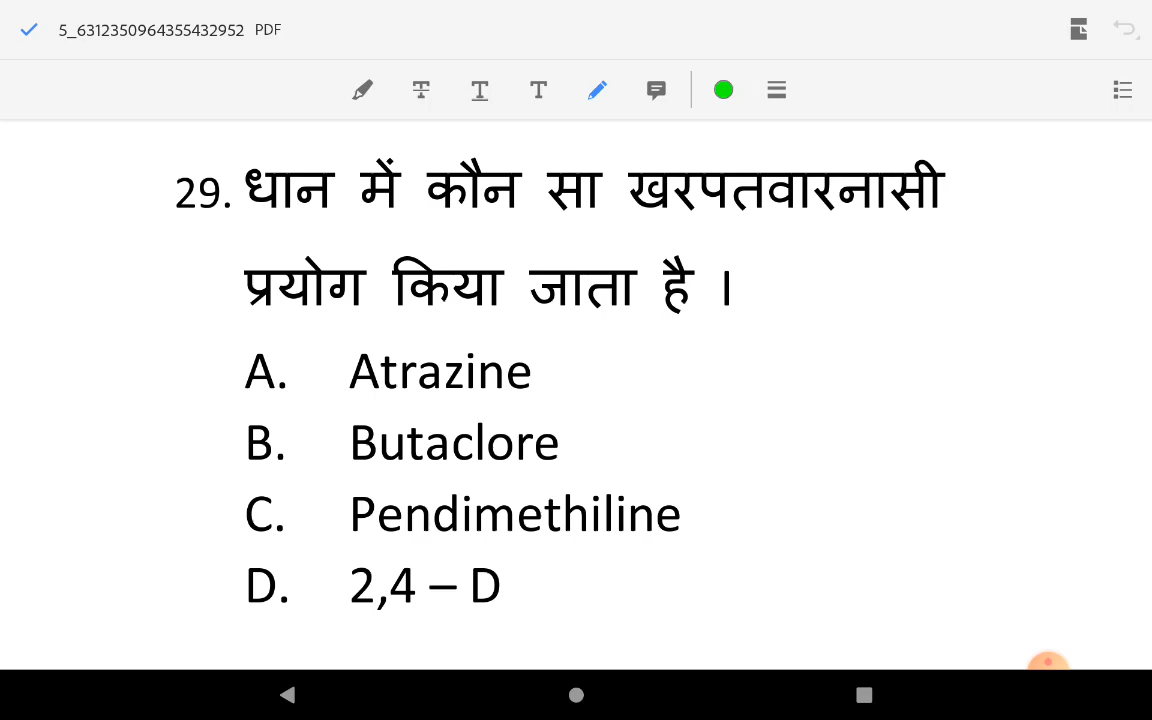 5_6312350964355432952 PDF
29. धान में कौन सा खरपतवारनासी
प्रयोग किया जाता है ।
A. Atrazine
B. Butaclore
C. Pendimethiline
D. 2,4 – D